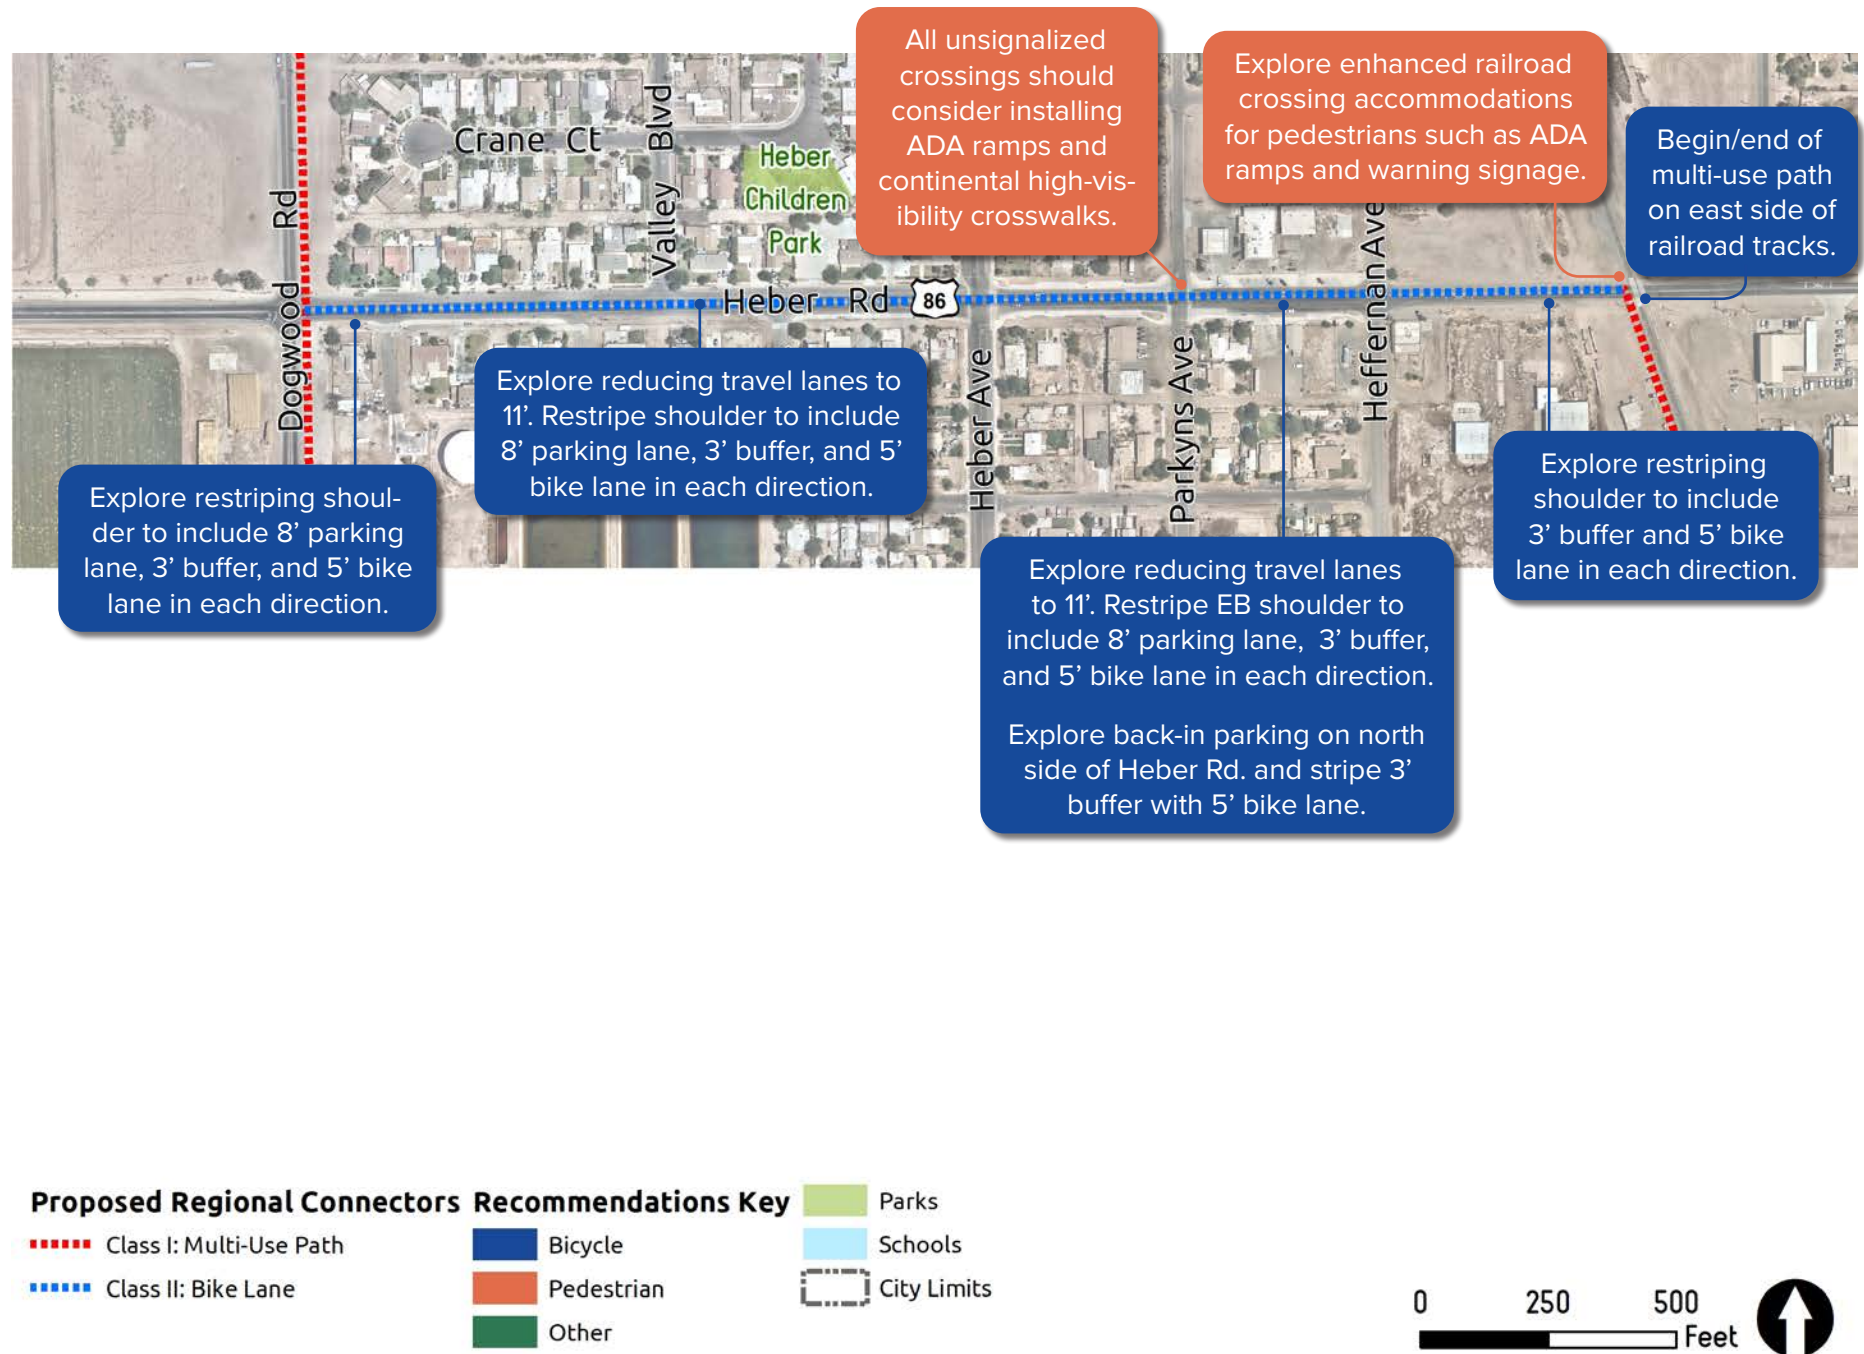 All unsignalized
crossings should
consider installing
ADA ramps and
continental high-vis-
ibility crosswalks.
Explore enhanced railroad
crossing accommodations
for pedestrians such as ADA
ramps and warning signage.
Begin/end of
multi-use path
on east side of
railroad tracks.
Crane Ct
Valley Blvd
Heber
Children
Park
Dogwood Rd
Heber Rd
86
Heber Ave
Parkyns Ave
Heffernan Ave
Explore reducing travel lanes to
11’. Restripe shoulder to include
8’ parking lane, 3’ buffer, and 5’
bike lane in each direction.
Explore restriping shoul-
der to include 8’ parking
lane, 3’ buffer, and 5’ bike
lane in each direction.
Explore reducing travel lanes
to 11’. Restripe EB shoulder to
include 8’ parking lane, 3’ buffer,
and 5’ bike lane in each direction.
Explore back-in parking on north
side of Heber Rd. and stripe 3’
buffer with 5’ bike lane.
Explore restriping
shoulder to include
3’ buffer and 5’ bike
lane in each direction.
Proposed Regional Connectors
Class I: Multi-Use Path
Class II: Bike Lane
Recommendations Key
Bicycle
Pedestrian
Other
Parks
Schools
City Limits
0 250 500
Feet